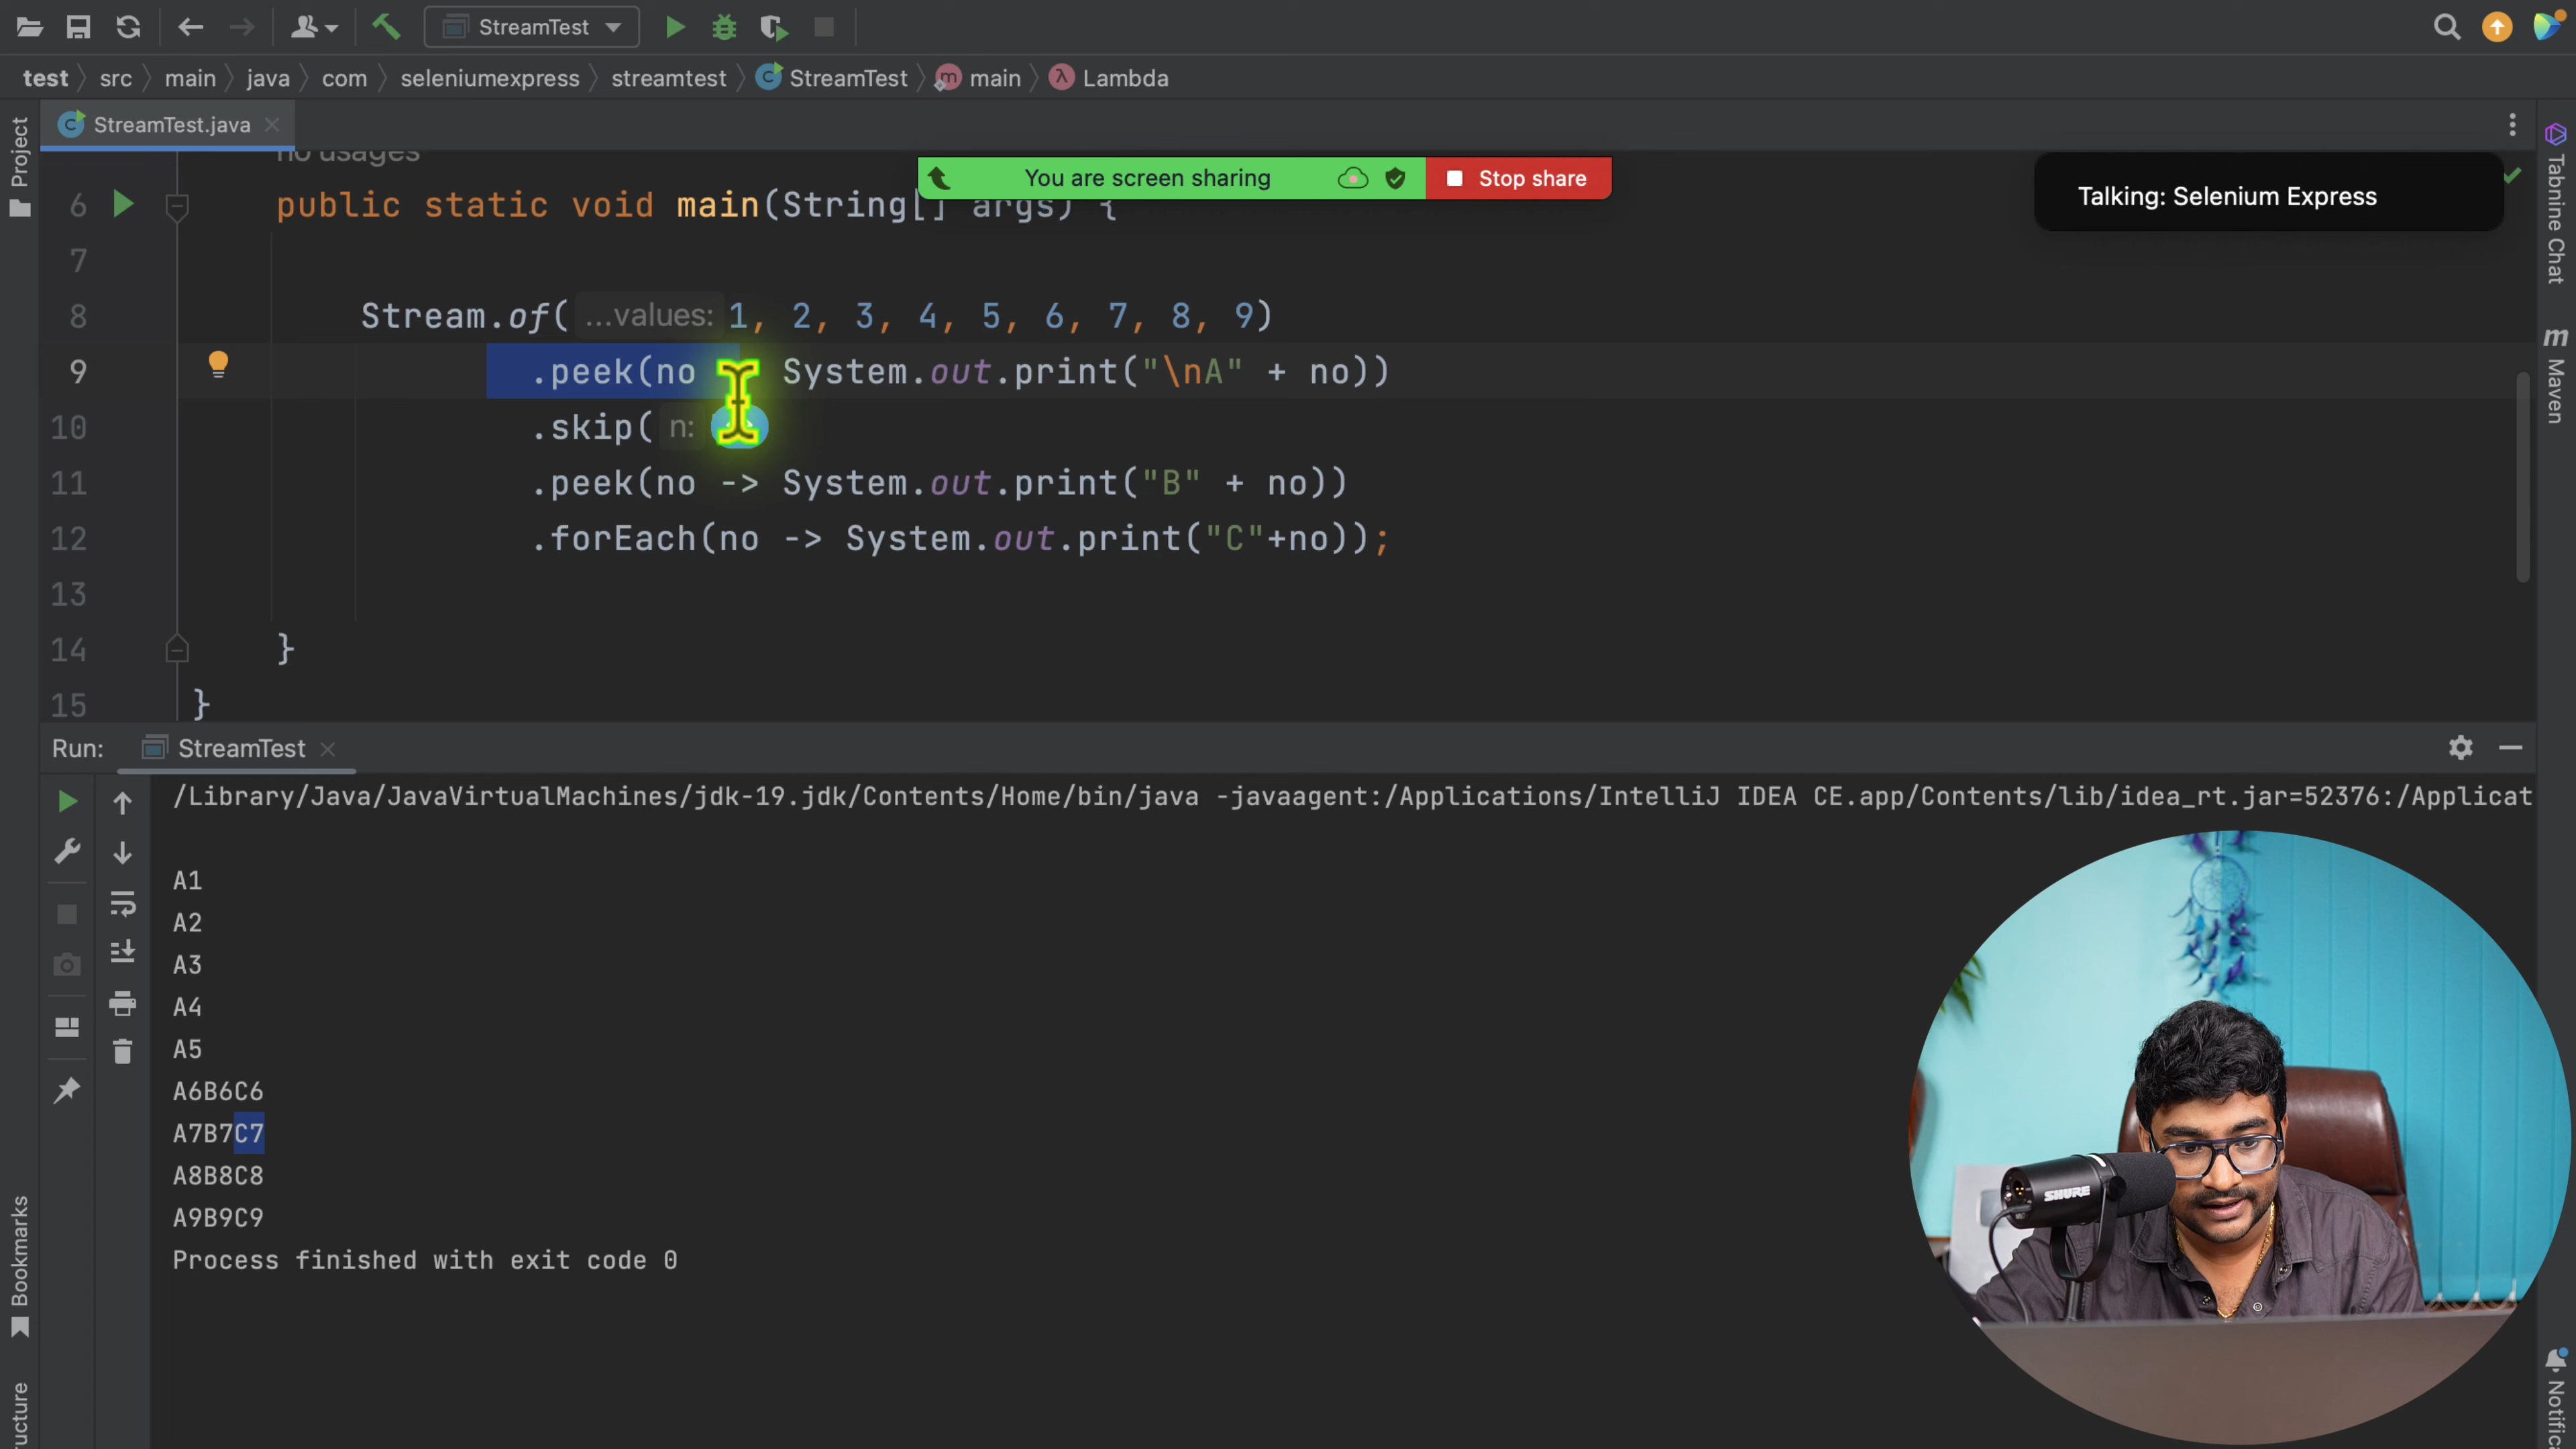 StreamTest
test
src
main
java
com
seleniumexpress
streamtest
StreamTest
main
Lambda
Project
StreamTest.java
no usages
You are screen sharing
Stop share
Talking: Selenium Express
Tabnine Chat
Maven
6 public static void main(String[] args) {
7
8 Stream.of( ...values: 1, 2, 3, 4, 5, 6, 7, 8, 9)
9 .peek(no System.out.print("\nA" + no))
10 .skip( n:
11 .peek(no -> System.out.print("B" + no))
12 .forEach(no -> System.out.print("C"+no));
13
14 }
15 }
Run: StreamTest
/Library/Java/JavaVirtualMachines/jdk-19.jdk/Contents/Home/bin/java -javaagent:/Applications/IntelliJ IDEA CE.app/Contents/lib/idea_rt.jar=52376:/Applicat
A1
A2
A3
A4
A5
A6B6C6
A7B7C7
A8B8C8
A9B9C9
Process finished with exit code 0
SHURE
Bookmarks
ructure
Notific